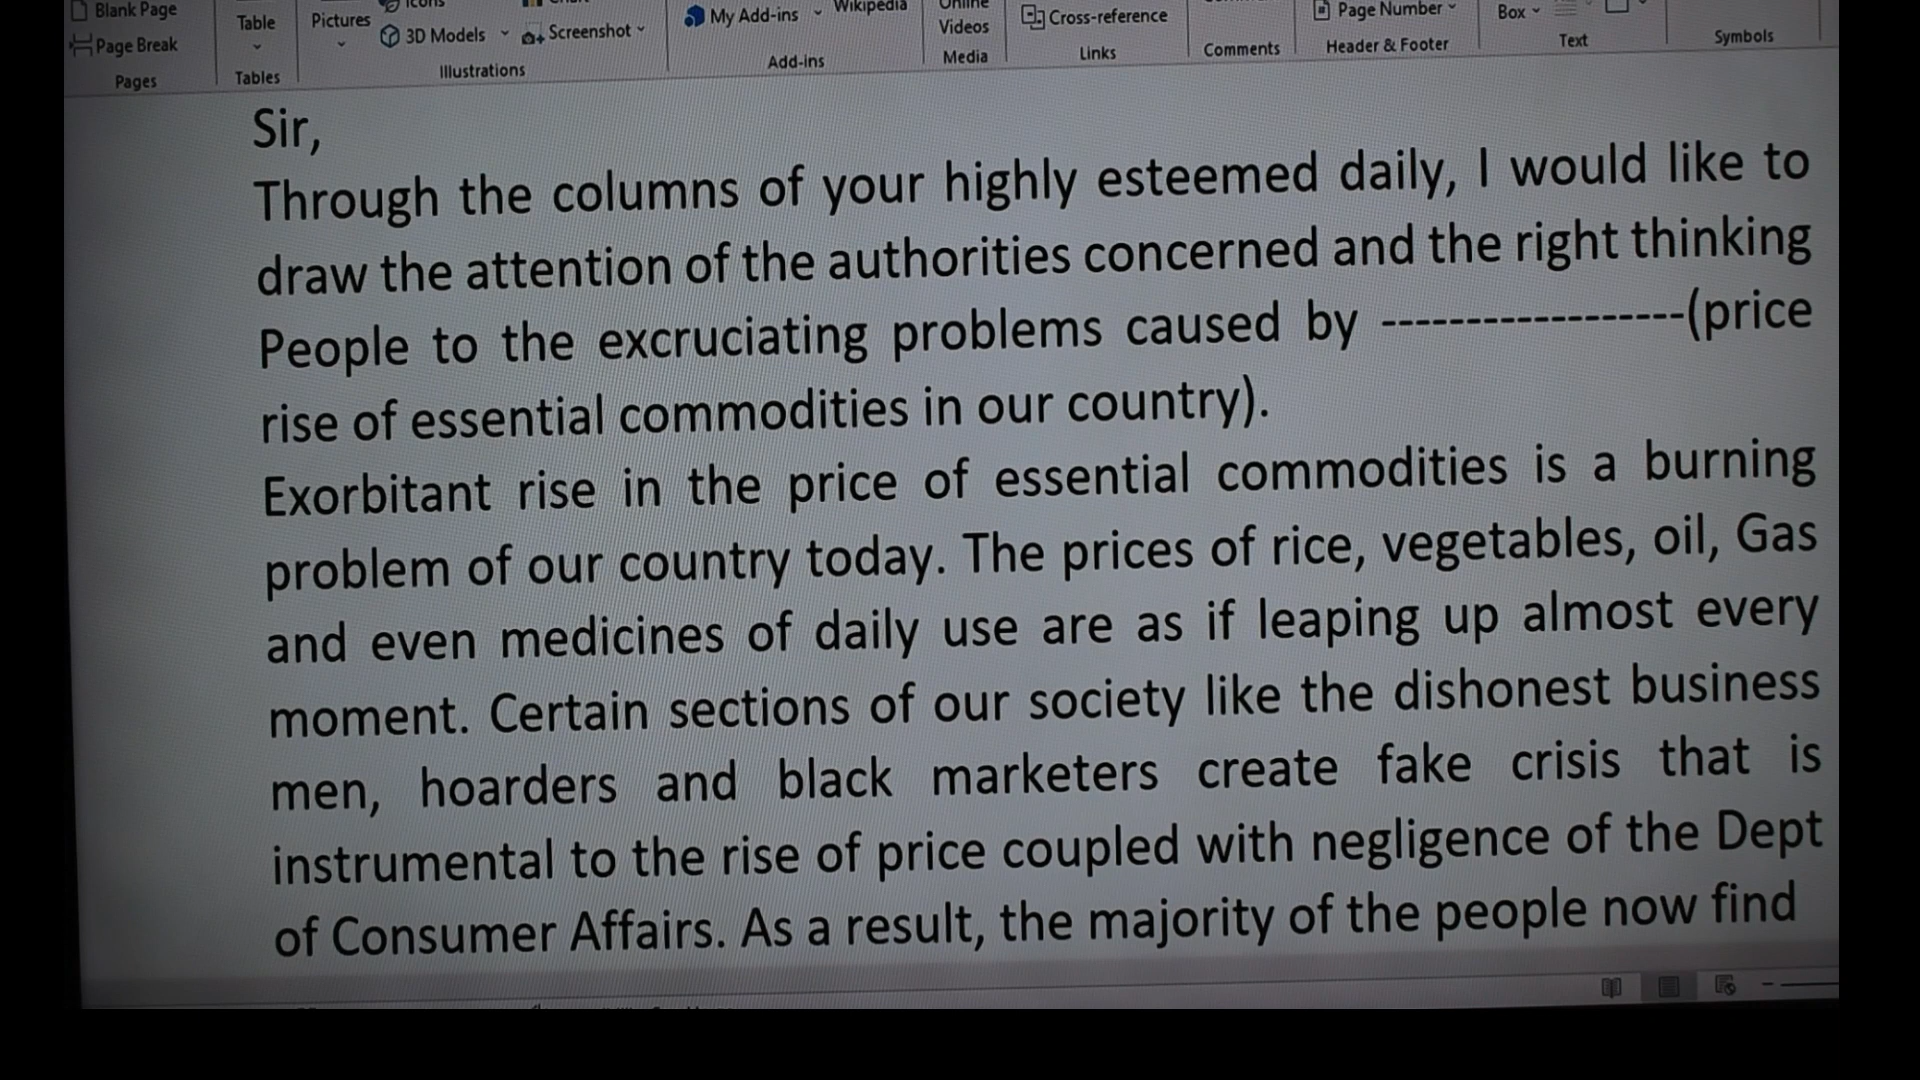 Blank Page
Page Break
Pages
Table
Tables
Pictures
Icons
3D Models
Screenshot
Illustrations
My Add-ins
Wikipedia
Add-ins
Online
Videos
Media
Cross-reference
Links
Comments
Page Number
Header & Footer
Box
Text
Symbols
Sir,
Through the columns of your highly esteemed daily, I would like to
draw the attention of the authorities concerned and the right thinking
People to the excruciating problems caused by ------------------(price
rise of essential commodities in our country).
Exorbitant rise in the price of essential commodities is a burning
problem of our country today. The prices of rice, vegetables, oil, Gas
and even medicines of daily use are as if leaping up almost every
moment. Certain sections of our society like the dishonest business
men, hoarders and black marketers create fake crisis that is
instrumental to the rise of price coupled with negligence of the Dept
of Consumer Affairs. As a result, the majority of the people now find